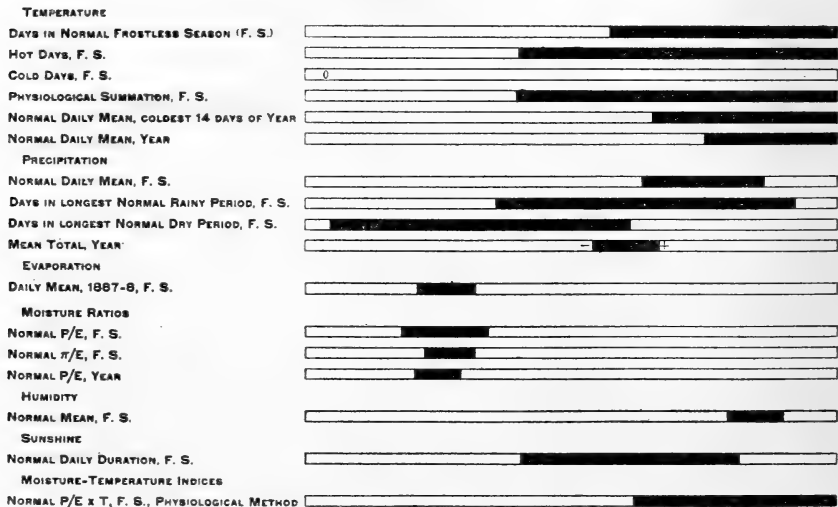 TEMPERATURE
DAYS IN NORMAL FROSTLESS SEASON (F. S.)
HOT DAYS, F. S.
COLD DAYS, F. S. 0
PHYSIOLOGICAL SUMMATION, F. S.
NORMAL DAILY MEAN, COLDEST 14 DAYS OF YEAR
NORMAL DAILY MEAN, YEAR
PRECIPITATION
NORMAL DAILY MEAN, F. S.
DAYS IN LONGEST NORMAL RAINY PERIOD, F. S.
DAYS IN LONGEST NORMAL DRY PERIOD, F. S.
MEAN TOTAL, YEAR − +
EVAPORATION
DAILY MEAN, 1887-8, F. S.
MOISTURE RATIOS
NORMAL P/E, F. S.
NORMAL π/E, F. S.
NORMAL P/E, YEAR
HUMIDITY
NORMAL MEAN, F. S.
SUNSHINE
NORMAL DAILY DURATION, F. S.
MOISTURE-TEMPERATURE INDICES
NORMAL P/E X T, F. S., PHYSIOLOGICAL METHOD